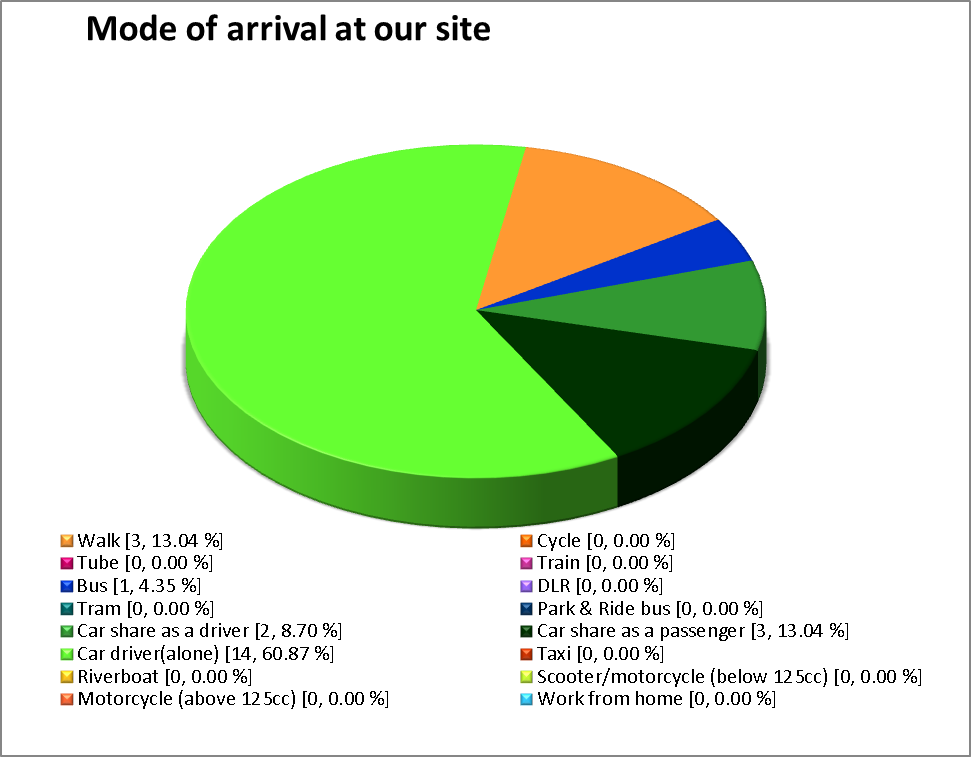 Mode of arrival at our site
Walk [3, 13.04 %]
Cycle [0, 0.00 %]
Tube [0, 0.00 %]
Train [0, 0.00 %]
Bus [1, 4.35 %]
DLR [0, 0.00 %]
Tram [0, 0.00 %]
Park & Ride bus [0, 0.00 %]
Car share as a driver [2, 8.70 %]
Car share as a passenger [3, 13.04 %]
Car driver(alone) [14, 60.87 %]
Taxi [0, 0.00 %]
Riverboat [0, 0.00 %]
Scooter/motorcycle (below 125cc) [0, 0.00 %]
Motorcycle (above 125cc) [0, 0.00 %]
Work from home [0, 0.00 %]